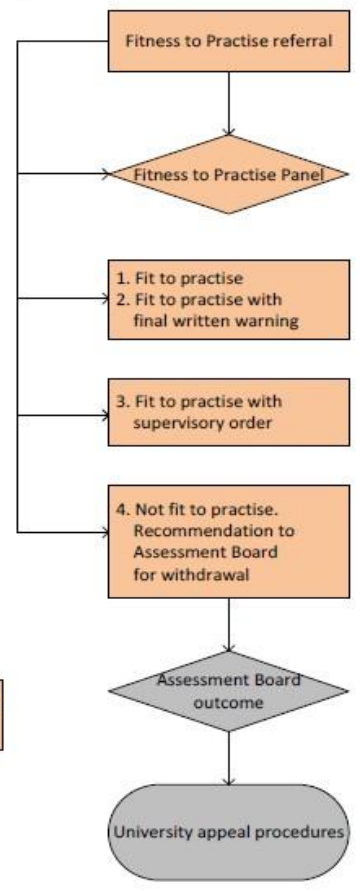 Fitness to Practise referral
Fitness to Practise Panel
1. Fit to practise
2. Fit to practise with
final written warning
3. Fit to practise with
supervisory order
4. Not fit to practise.
Recommendation to
Assessment Board
for withdrawal
Assessment Board
outcome
University appeal procedures